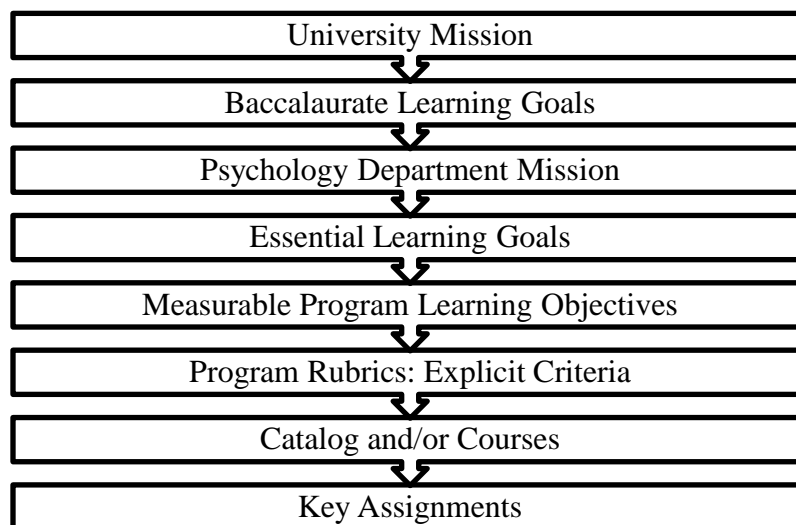 University Mission
Baccalaurate Learning Goals
Psychology Department Mission
Essential Learning Goals
Measurable Program Learning Objectives
Program Rubrics: Explicit Criteria
Catalog and/or Courses
Key Assignments